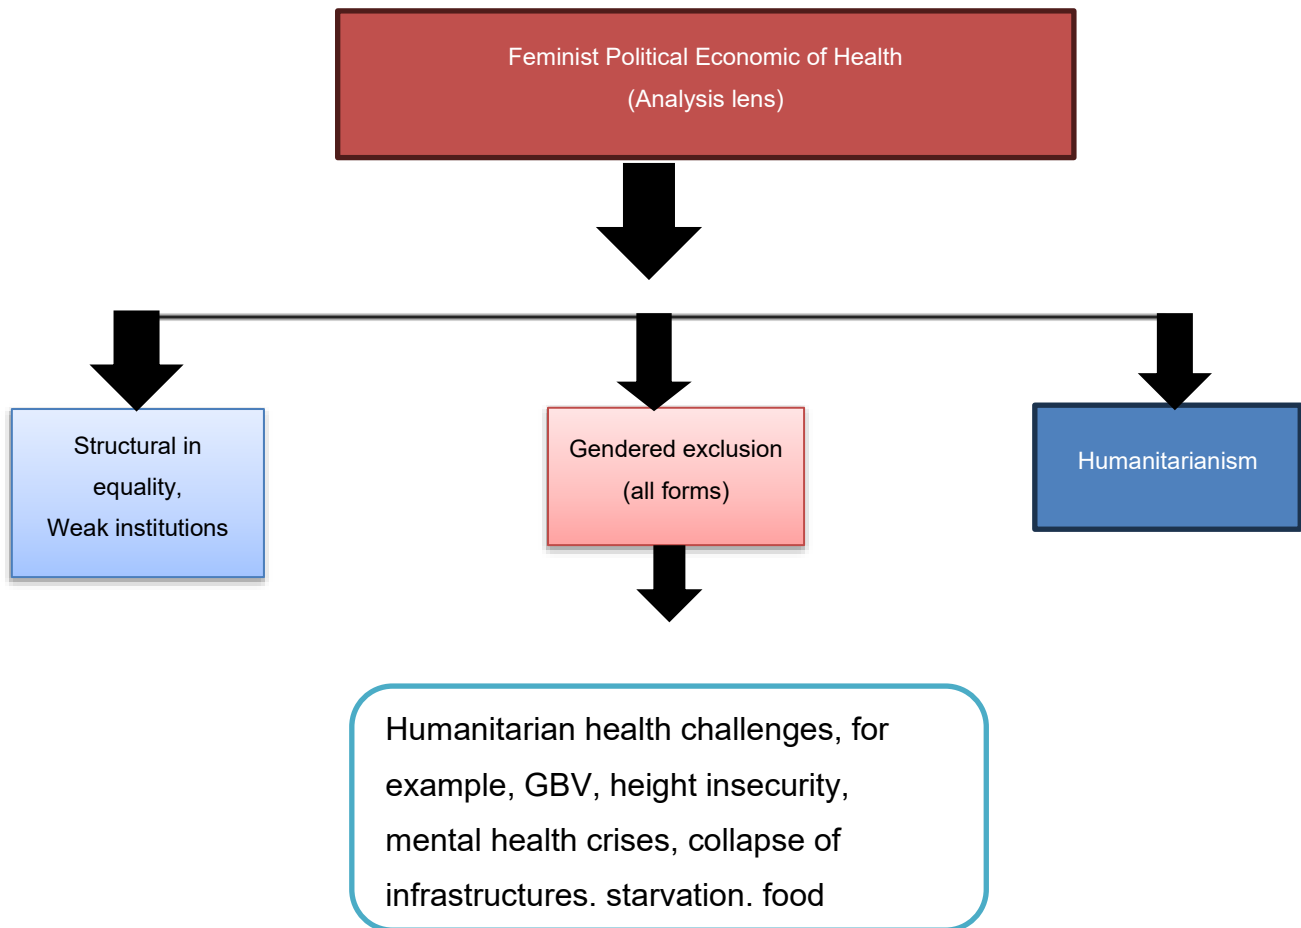 Feminist Political Economic of Health
(Analysis lens)
Structural in
equality,
Weak institutions
Gendered exclusion
(all forms)
Humanitarianism
Humanitarian health challenges, for
example, GBV, height insecurity,
mental health crises, collapse of
infrastructures. starvation. food